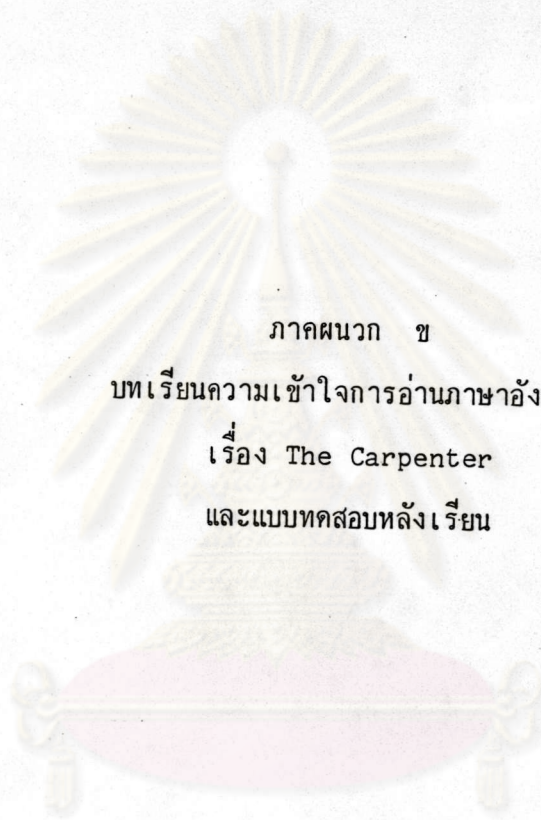 ภาคผนวก ข
บทเรียนความเข้าใจการอ่านภาษาอัง
เรื่อง The Carpenter
และแบบทดสอบหลังเรียน